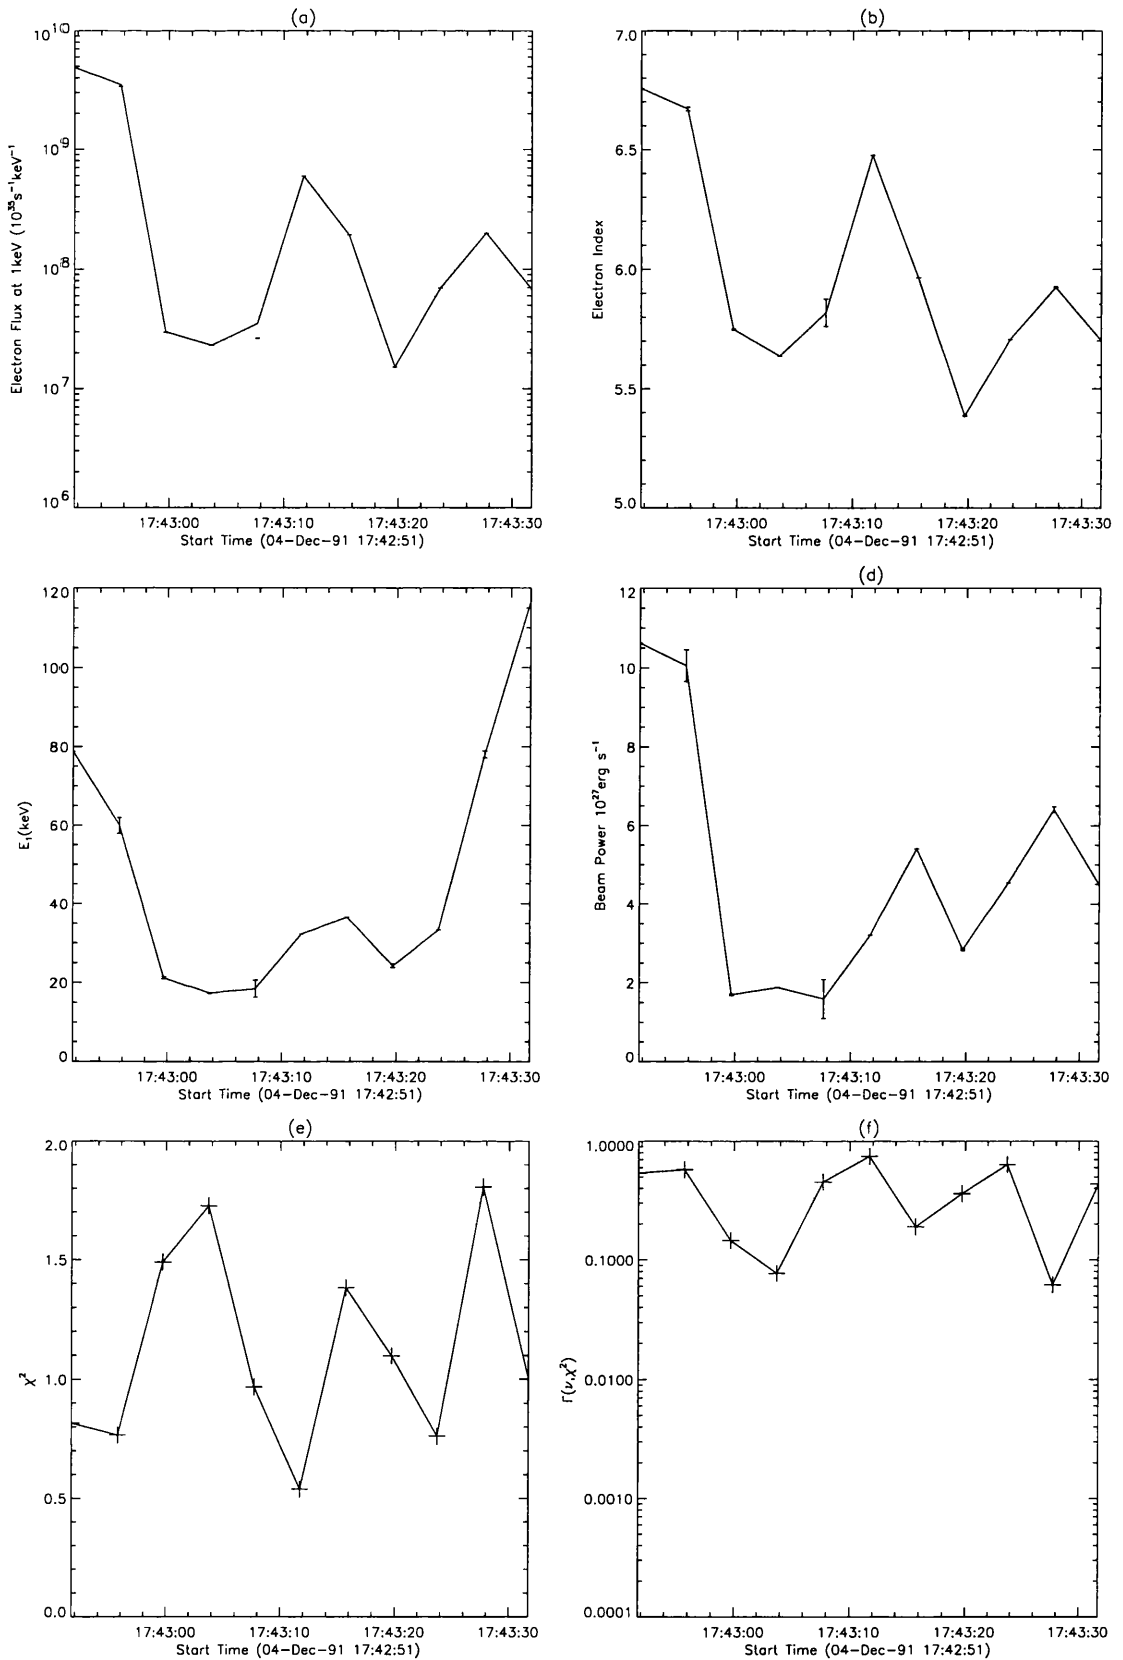 (a)
10^10
10^9
10^8
10^7
10^6
Electron Flux at 1keV (10^35 s^-1 keV^-1)
17:43:00 17:43:10 17:43:20 17:43:30
Start Time (04-Dec-91 17:42:51)
(b)
7.0
6.5
6.0
5.5
5.0
Electron Index
17:43:00 17:43:10 17:43:20 17:43:30
Start Time (04-Dec-91 17:42:51)
120
100
80
60
40
20
0
E₁(keV)
17:43:00 17:43:10 17:43:20 17:43:30
Start Time (04-Dec-91 17:42:51)
(d)
12
10
8
6
4
2
0
Beam Power 10^27 erg s^-1
17:43:00 17:43:10 17:43:20 17:43:30
Start Time (04-Dec-91 17:42:51)
(e)
2.0
1.5
1.0
0.5
0.0
χ²
17:43:00 17:43:10 17:43:20 17:43:30
Start Time (04-Dec-91 17:42:51)
(f)
1.0000
0.1000
0.0100
0.0010
0.0001
Γ(ν,χ²)
17:43:00 17:43:10 17:43:20 17:43:30
Start Time (04-Dec-91 17:42:51)